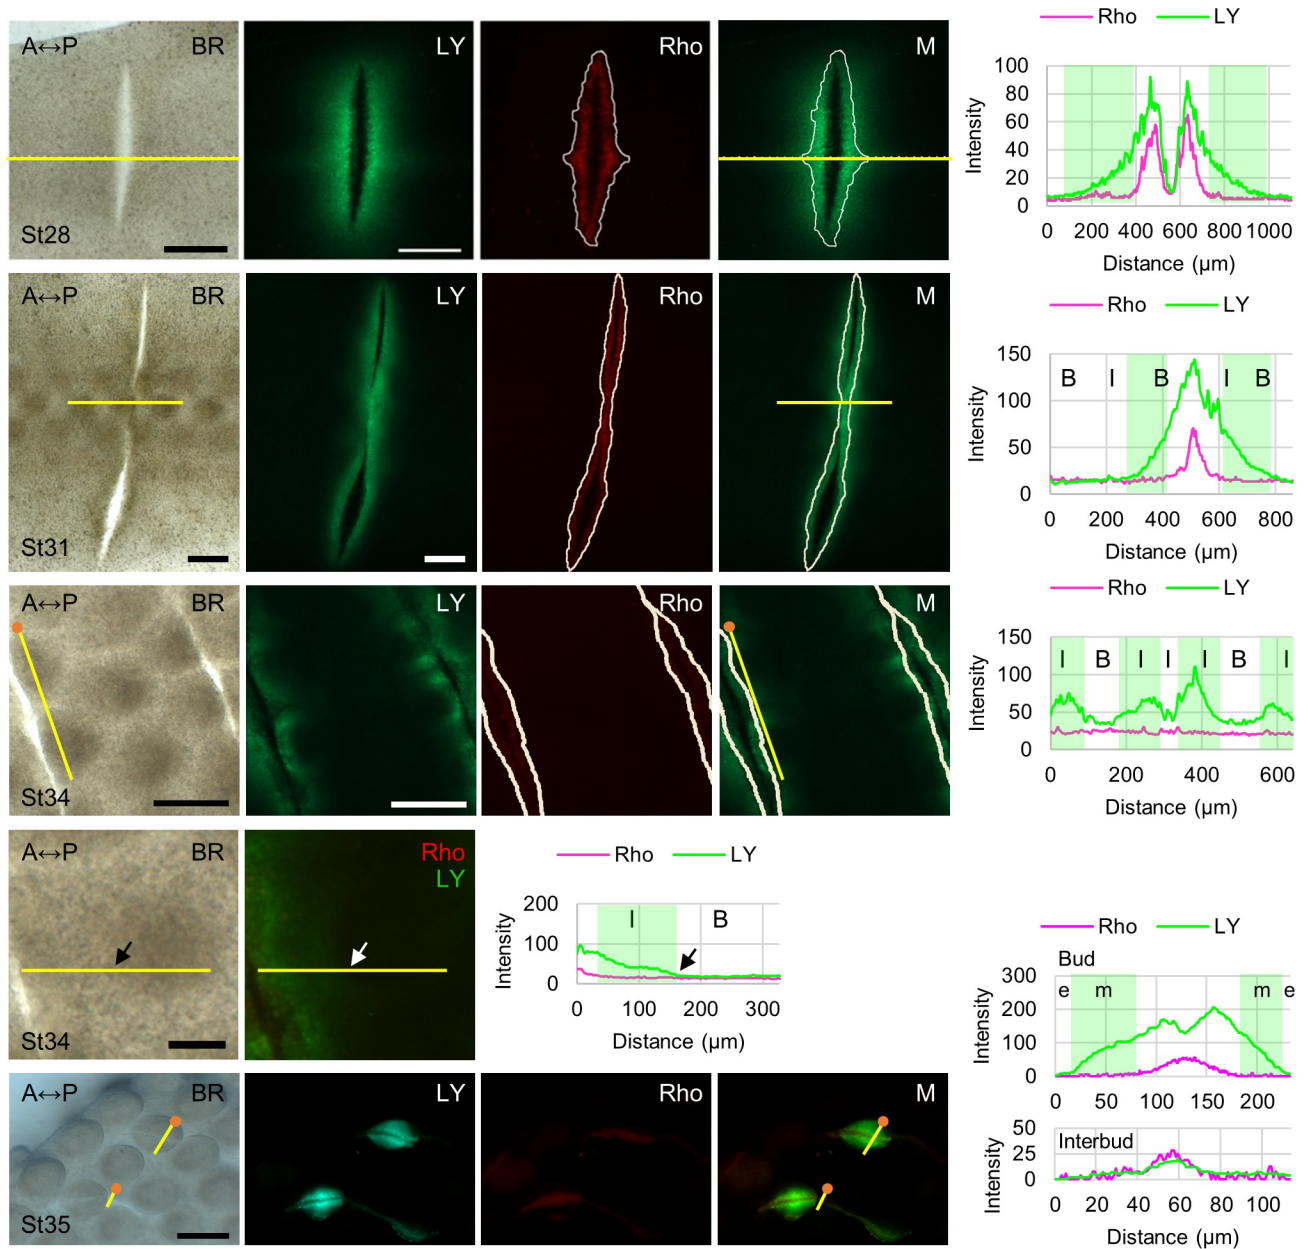 A↔P BR
LY
Rho
M
St28
Rho LY
Intensity
100
80
60
40
20
0
0 200 400 600 800 1000
Distance (µm)
A↔P BR
LY
Rho
M
St31
Rho LY
Intensity
150
100
50
0
B I B I B
0 200 400 600 800
Distance (µm)
A↔P BR
LY
Rho
M
St34
Rho LY
Intensity
150
100
50
0
I B I I I B I
0 200 400 600
Distance (µm)
A↔P BR
Rho
LY
St34
Rho LY
Intensity
200
100
0
I B
0 100 200 300
Distance (µm)
A↔P BR
LY
Rho
M
St35
Rho LY
Bud
Intensity
300
200
100
0
e m m e
0 50 100 150 200
Interbud
Intensity
50
25
0
0 20 40 60 80 100
Distance (µm)